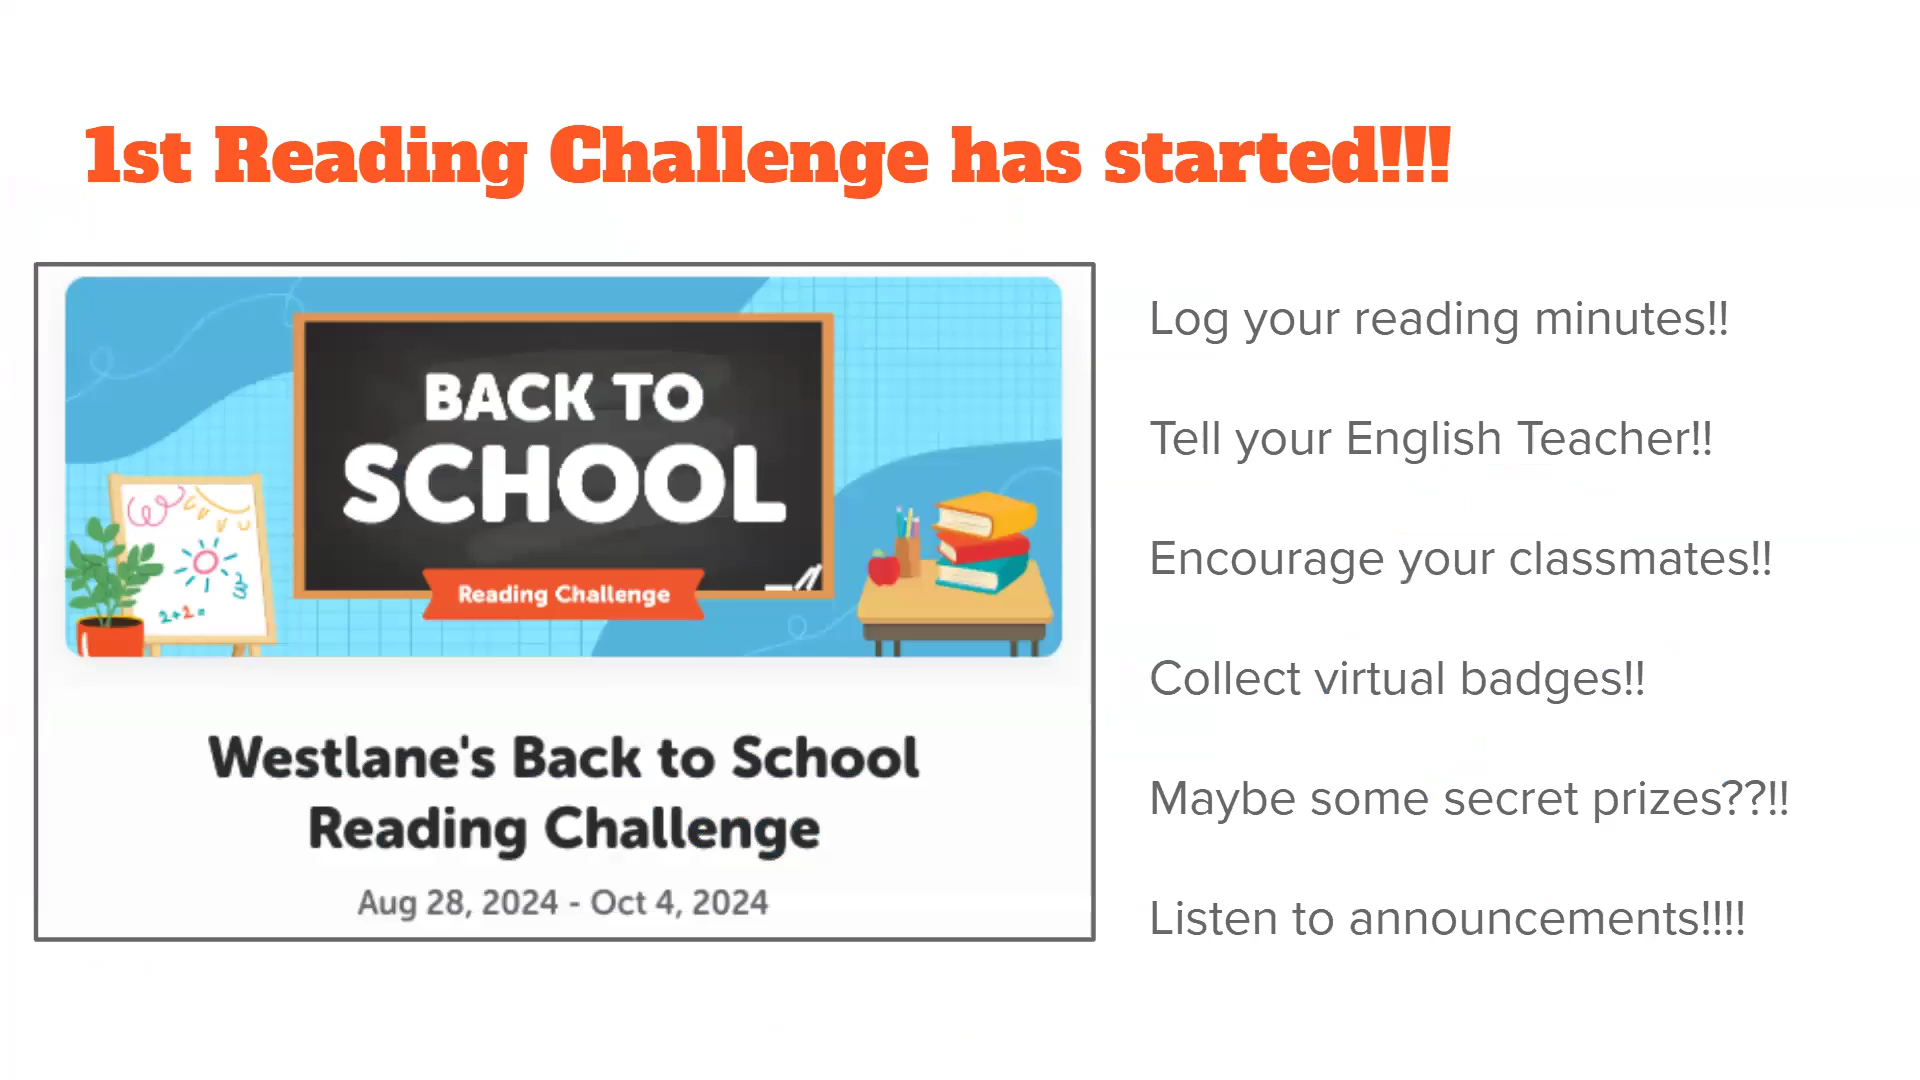 1st Reading Challenge has started!!!
BACK TO
SCHOOL
Reading Challenge
2+2=
Westlane's Back to School
Reading Challenge
Aug 28, 2024 - Oct 4, 2024
Log your reading minutes!!
Tell your English Teacher!!
Encourage your classmates!!
Collect virtual badges!!
Maybe some secret prizes??!!
Listen to announcements!!!!